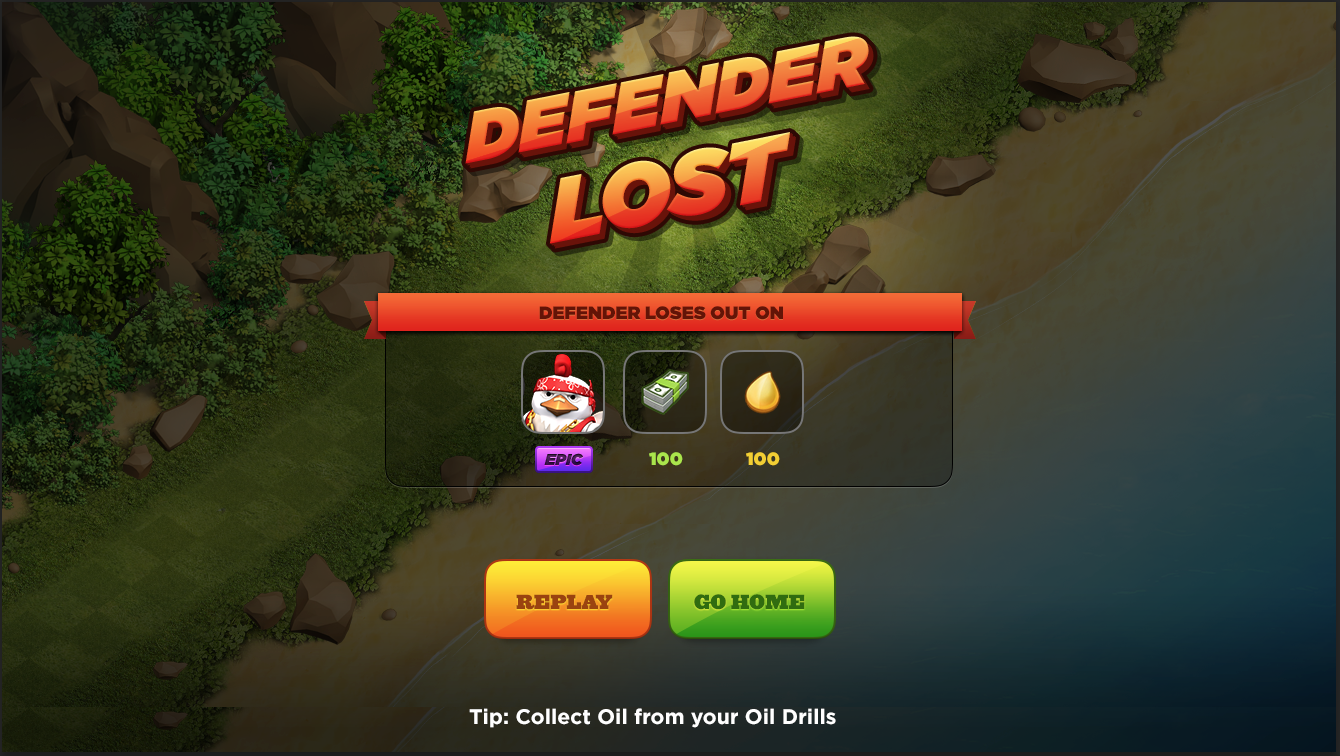 DEFENDER
LOST
DEFENDER LOSES OUT ON
EPIC
100
100
REPLAY
GO HOME
Tip: Collect Oil from your Oil Drills